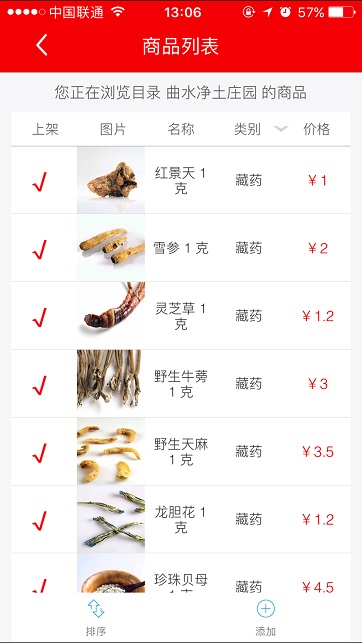 中国联通 13:06 57%
商品列表
您正在浏览目录 曲水净土庄园 的商品
上架 图片 名称 类别 价格
红景天 1
克
藏药
￥1
雪参 1 克
藏药
￥2
灵芝草 1
克
藏药
￥1.2
野生牛蒡
1 克
藏药
￥3
野生天麻
1 克
藏药
￥3.5
龙胆花 1
克
藏药
￥1.2
珍珠贝母
1 克
藏药
￥4.5
排序 添加